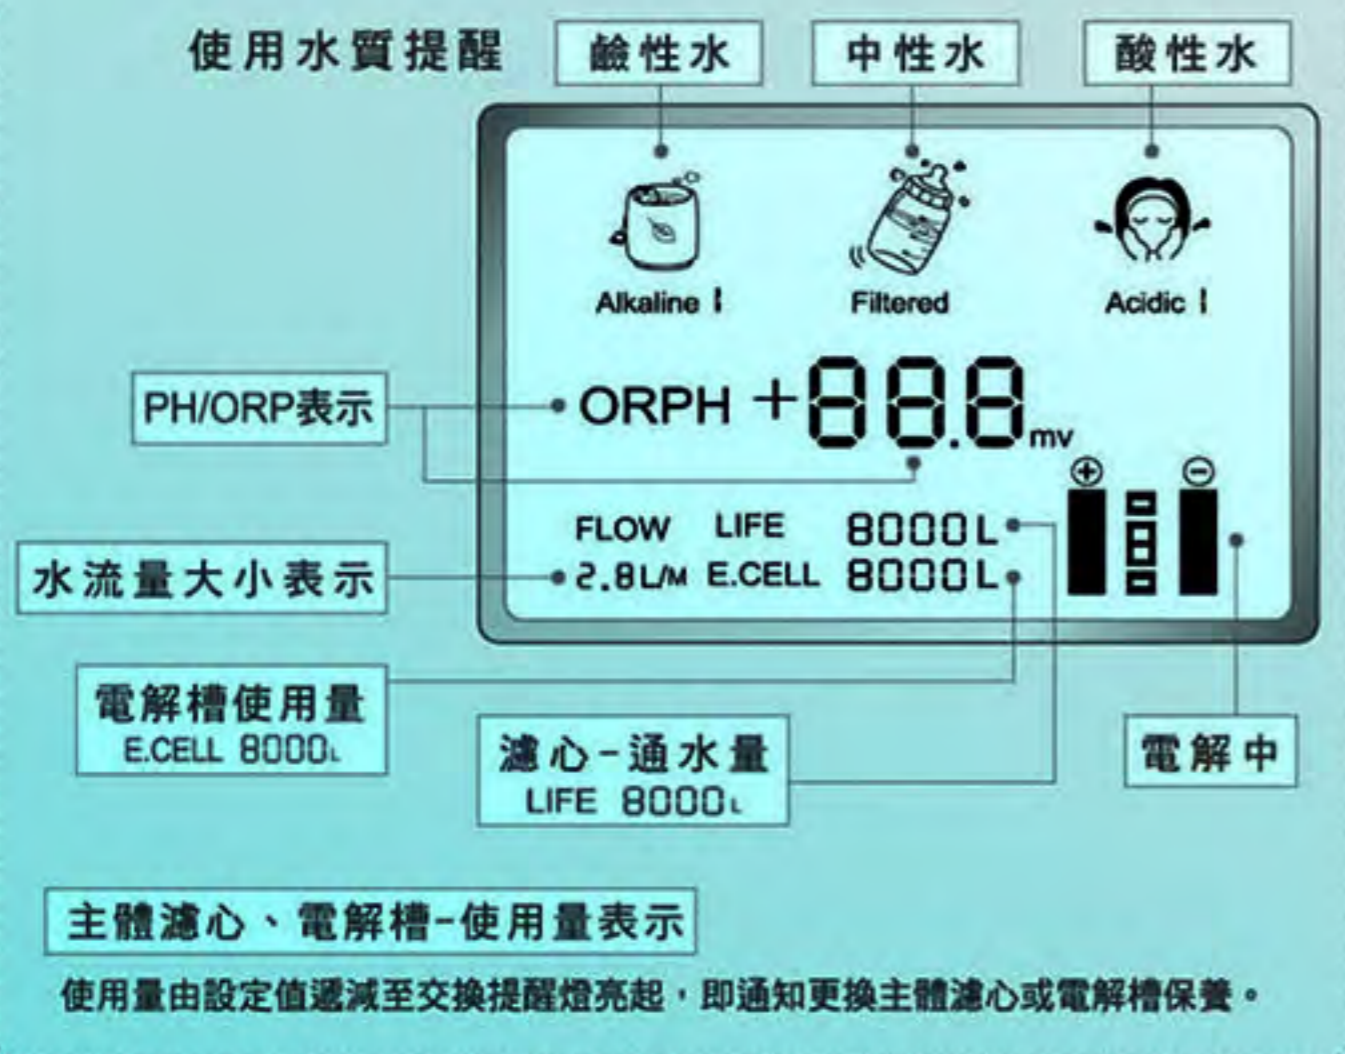 使用水質提醒
鹼性水
中性水
酸性水
Alkaline I
Filtered
Acidic I
PH/ORP表示
ORPH +88.8 mv
FLOW LIFE 8000L
水流量大小表示
2.8L/M E.CELL 8000L
電解槽使用量
E.CELL 8000L
濾心-通水量
LIFE 8000L
電解中
主體濾心、電解槽-使用量表示
使用量由設定值遞減至交換提醒燈亮起,即通知更換主體濾心或電解槽保養。